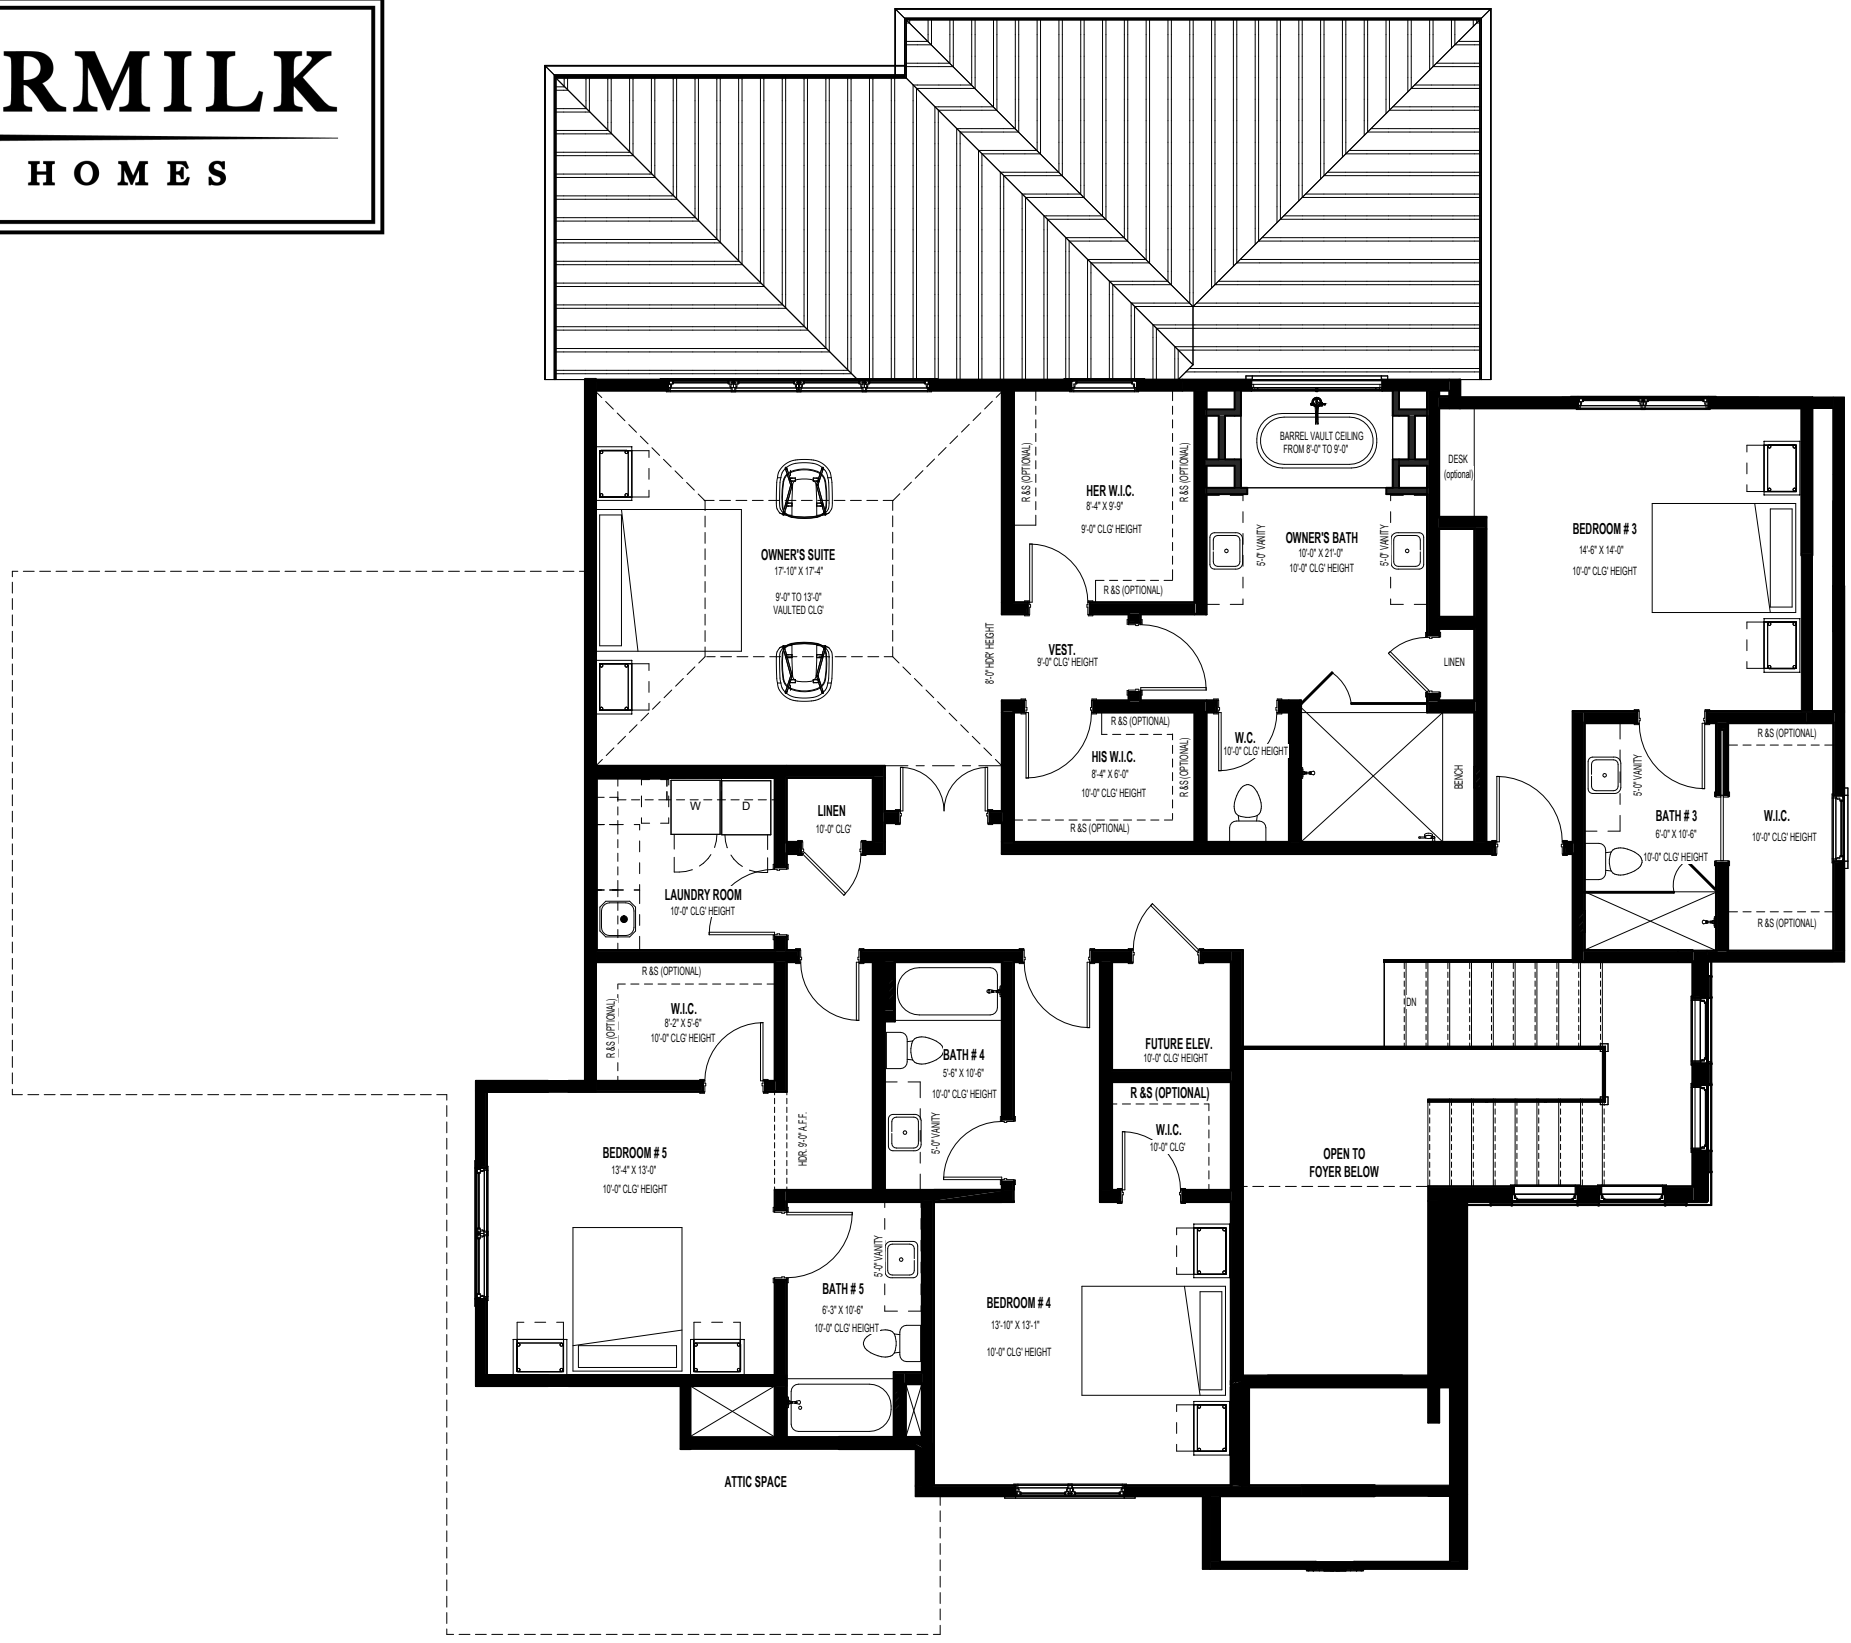 RMILK
HOMES
BARREL VAULT CEILING
FROM 8'-0" TO 9'-0"
DESK
(optional)
R &S (OPTIONAL)
R &S (OPTIONAL)
HER W.I.C.
8'-4" X 9'-9"
9'-0" CLG' HEIGHT
R &S (OPTIONAL)
OWNER'S SUITE
17'-10" X 17'-4"
9'-0" TO 13'-0"
VAULTED CLG'
5'-0" VANITY
OWNER'S BATH
10'-0" X 21'-0"
10'-0" CLG' HEIGHT
5'-0" VANITY
BEDROOM # 3
14'-6" X 14'-0"
10'-0" CLG' HEIGHT
8'-0" HDR' HEIGHT
VEST.
9'-0" CLG' HEIGHT
LINEN
R &S (OPTIONAL)
HIS W.I.C.
8'-4" X 6'-0"
10'-0" CLG' HEIGHT
R &S (OPTIONAL)
R &S (OPTIONAL)
W.C.
10'-0" CLG' HEIGHT
BENCH
5'-0" VANITY
BATH # 3
6'-0" X 10'-6"
10'-0" CLG' HEIGHT
R &S (OPTIONAL)
W.I.C.
10'-0" CLG' HEIGHT
R &S (OPTIONAL)
W
D
LINEN
10'-0" CLG'
LAUNDRY ROOM
10'-0" CLG' HEIGHT
R &S (OPTIONAL)
R &S (OPTIONAL)
W.I.C.
8'-2" X 5'-6"
10'-0" CLG' HEIGHT
BATH # 4
5'-6" X 10'-6"
10'-0" CLG' HEIGHT
5'-0" VANITY
FUTURE ELEV.
10'-0" CLG' HEIGHT
R &S (OPTIONAL)
W.I.C.
10'-0" CLG'
DN
OPEN TO
FOYER BELOW
HDR. 9'-0" A.F.F.
BEDROOM # 5
13'-4" X 13'-0"
10'-0" CLG' HEIGHT
5'-0" VANITY
BATH # 5
6'-3" X 10'-6"
10'-0" CLG' HEIGHT
BEDROOM # 4
13'-10" X 13'-1"
10'-0" CLG' HEIGHT
ATTIC SPACE